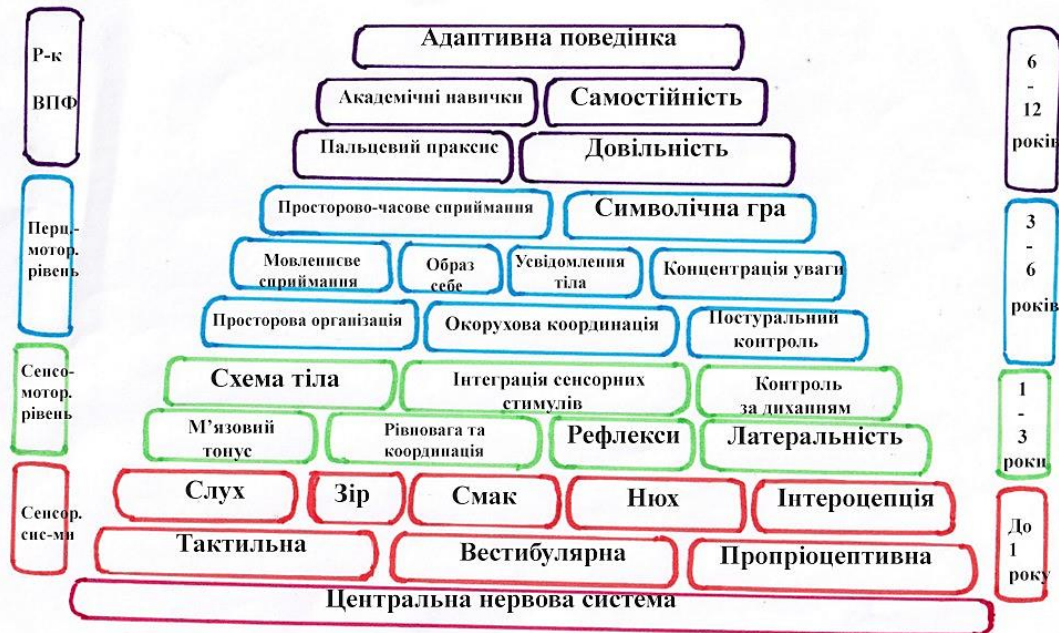 Адаптивна поведінка
Р-к
ВПФ
Академічні навички
Самостійність
Пальцевий праксис
Довільність
6
-
12
років
Просторово-часове сприймання
Символічна гра
Перц.-
мотор.
рівень
Мовленнєве
сприймання
Образ
себе
Усвідомлення
тіла
Концентрація уваги
Просторова організація
Окорухова координація
Постуральний
контроль
3
-
6
років
Сенсо-
мотор.
рівень
Схема тіла
Інтеграція сенсорних
стимулів
Контроль
за диханням
М’язовий
тонус
Рівновага та
координація
Рефлекси
Латеральність
1
-
3
роки
Сенсор.
сис-ми
Слух
Зір
Смак
Нюх
Інтероцепція
Тактильна
Вестибулярна
Пропріоцептивна
До
1
року
Центральна нервова система